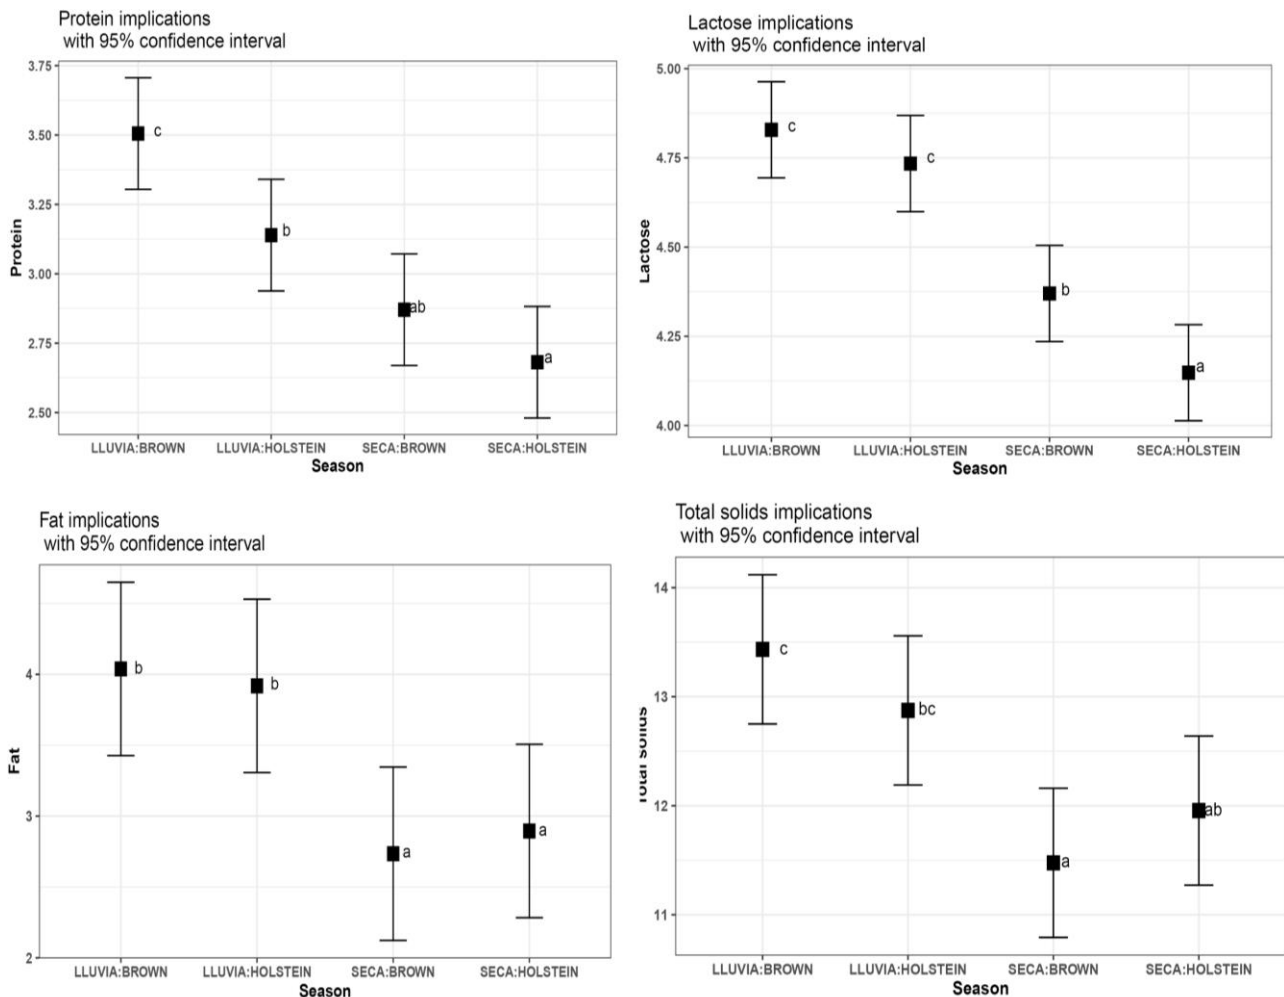 Protein implications
with 95% confidence interval
3.75
3.50
3.25
3.00
2.75
2.50
Protein
c
b
ab
a
LLUVIA:BROWN LLUVIA:HOLSTEIN SECA:BROWN SECA:HOLSTEIN
Season
Lactose implications
with 95% confidence interval
5.00
4.75
4.50
4.25
4.00
Lactose
c
c
b
a
LLUVIA:BROWN LLUVIA:HOLSTEIN SECA:BROWN SECA:HOLSTEIN
Season
Fat implications
with 95% confidence interval
4
3
2
Fat
b
b
a
a
LLUVIA:BROWN LLUVIA:HOLSTEIN SECA:BROWN SECA:HOLSTEIN
Season
Total solids implications
with 95% confidence interval
14
13
12
11
Total solids
c
bc
a
ab
LLUVIA:BROWN LLUVIA:HOLSTEIN SECA:BROWN SECA:HOLSTEIN
Season